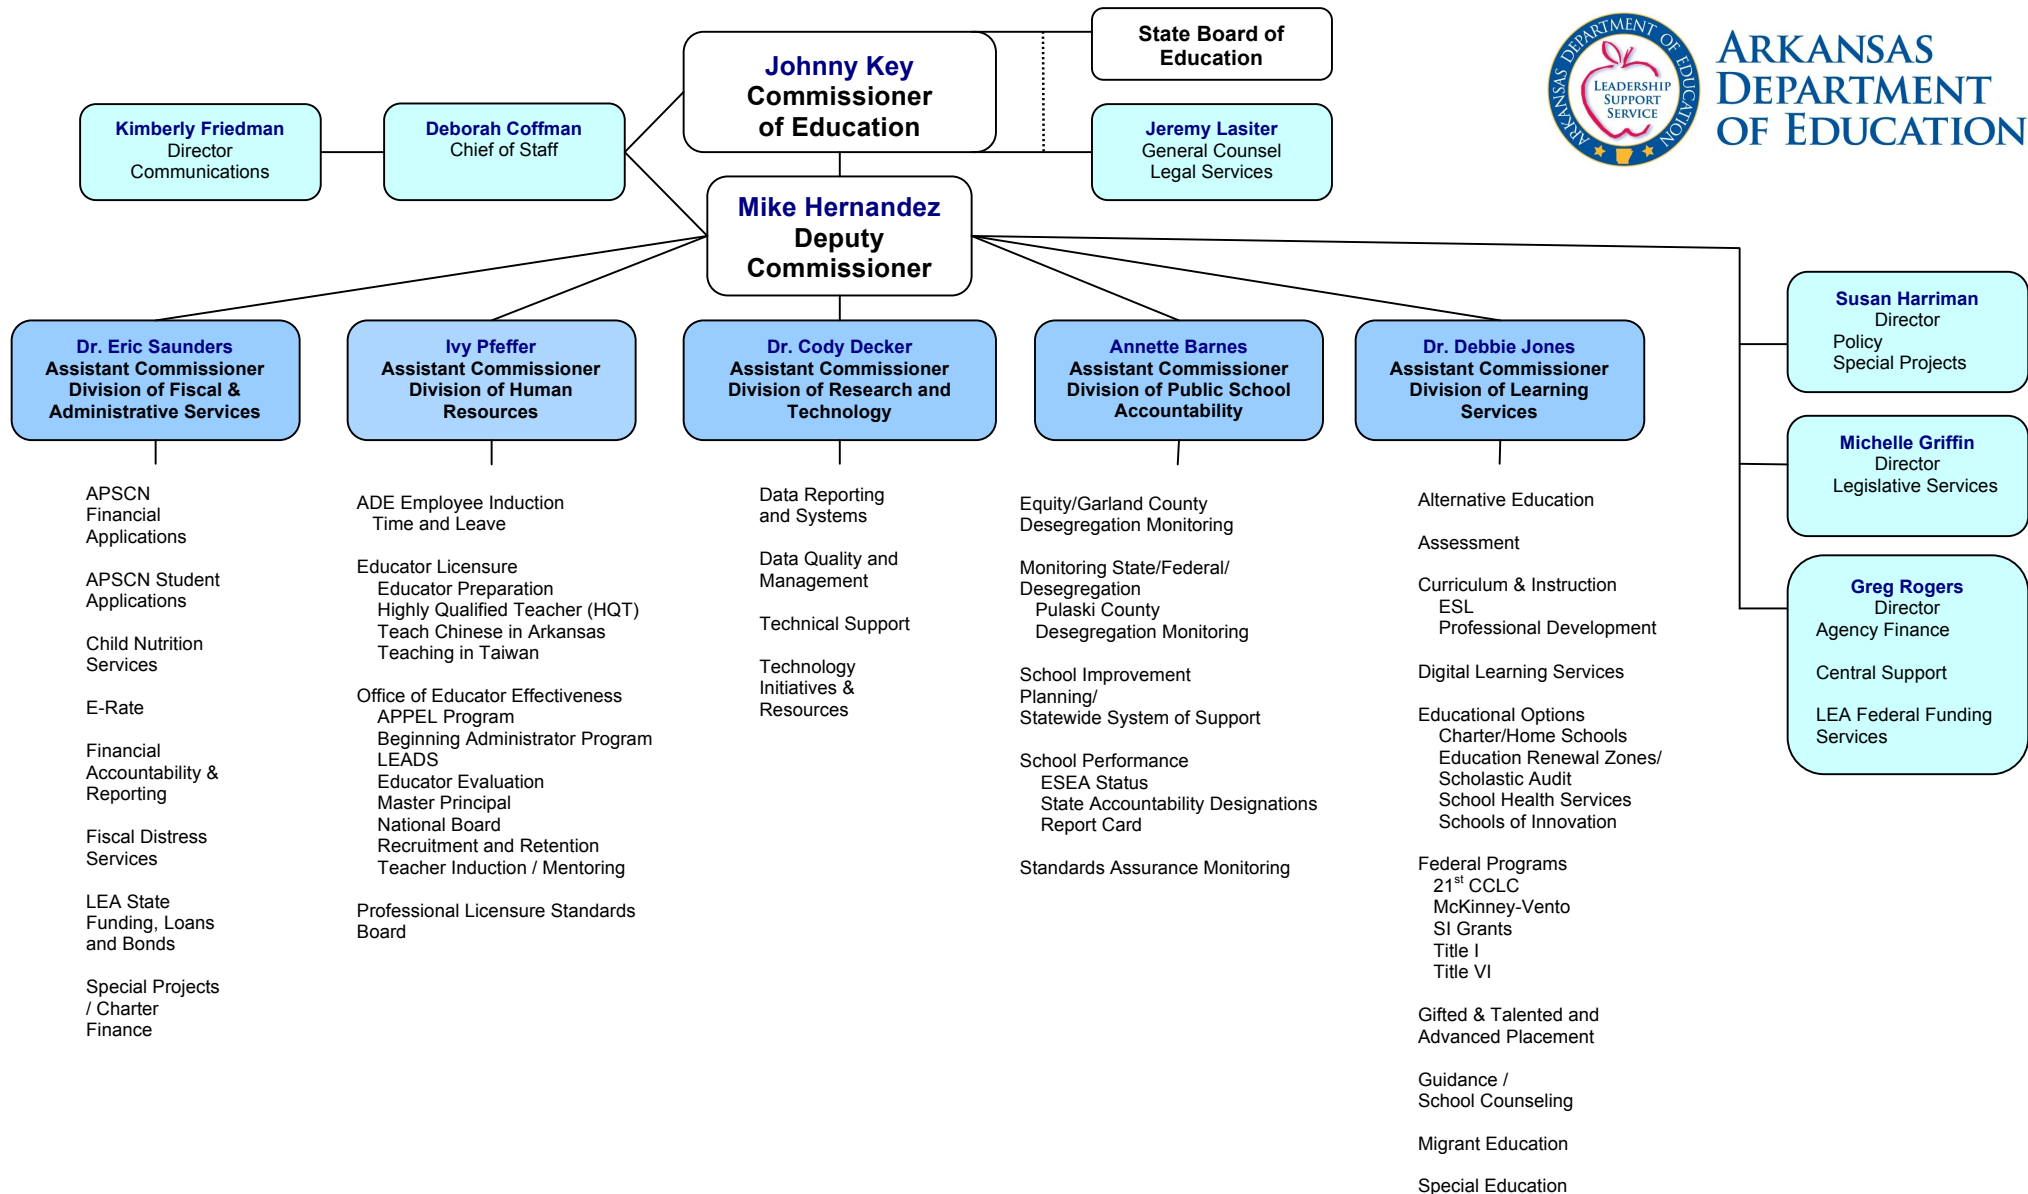 State Board of
Education
Johnny Key
Commissioner
of Education
ARKANSAS DEPARTMENT OF EDUCATION
LEADERSHIP
SUPPORT
SERVICE
ARKANSAS
DEPARTMENT
OF EDUCATION
Kimberly Friedman
Director
Communications
Deborah Coffman
Chief of Staff
Jeremy Lasiter
General Counsel
Legal Services
Mike Hernandez
Deputy
Commissioner
Dr. Eric Saunders
Assistant Commissioner
Division of Fiscal &
Administrative Services
Ivy Pfeffer
Assistant Commissioner
Division of Human
Resources
Dr. Cody Decker
Assistant Commissioner
Division of Research and
Technology
Annette Barnes
Assistant Commissioner
Division of Public School
Accountability
Dr. Debbie Jones
Assistant Commissioner
Division of Learning
Services
Susan Harriman
Director
Policy
Special Projects
Michelle Griffin
Director
Legislative Services
Greg Rogers
Director
Agency Finance
Central Support
LEA Federal Funding
Services
APSCN
Financial
Applications
APSCN Student
Applications
Child Nutrition
Services
E-Rate
Financial
Accountability &
Reporting
Fiscal Distress
Services
LEA State
Funding, Loans
and Bonds
Special Projects
/ Charter
Finance
ADE Employee Induction
Time and Leave
Educator Licensure
Educator Preparation
Highly Qualified Teacher (HQT)
Teach Chinese in Arkansas
Teaching in Taiwan
Office of Educator Effectiveness
APPEL Program
Beginning Administrator Program
LEADS
Educator Evaluation
Master Principal
National Board
Recruitment and Retention
Teacher Induction / Mentoring
Professional Licensure Standards
Board
Data Reporting
and Systems
Data Quality and
Management
Technical Support
Technology
Initiatives &
Resources
Equity/Garland County
Desegregation Monitoring
Monitoring State/Federal/
Desegregation
Pulaski County
Desegregation Monitoring
School Improvement
Planning/
Statewide System of Support
School Performance
ESEA Status
State Accountability Designations
Report Card
Standards Assurance Monitoring
Alternative Education
Assessment
Curriculum & Instruction
ESL
Professional Development
Digital Learning Services
Educational Options
Charter/Home Schools
Education Renewal Zones/
Scholastic Audit
School Health Services
Schools of Innovation
Federal Programs
21st CCLC
McKinney-Vento
SI Grants
Title I
Title VI
Gifted & Talented and
Advanced Placement
Guidance /
School Counseling
Migrant Education
Special Education